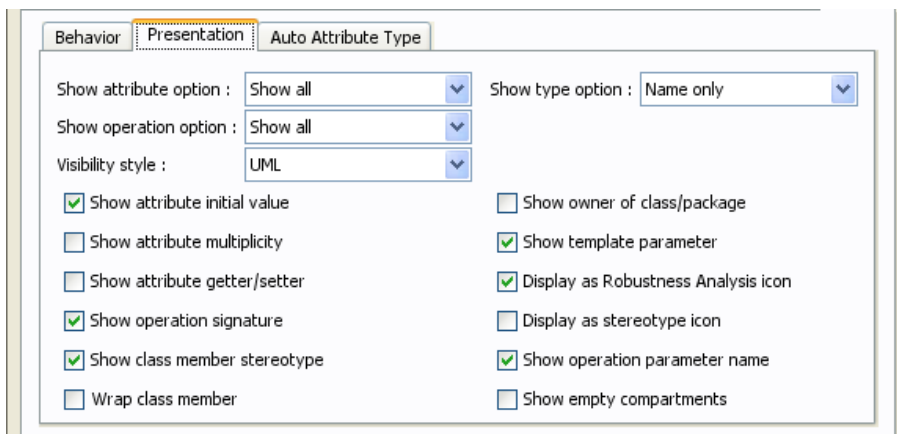 Behavior Presentation Auto Attribute Type
Show attribute option : Show all Show type option : Name only
Show operation option : Show all
Visibility style : UML
Show attribute initial value Show owner of class/package
Show attribute multiplicity Show template parameter
Show attribute getter/setter Display as Robustness Analysis icon
Show operation signature Display as stereotype icon
Show class member stereotype Show operation parameter name
Wrap class member Show empty compartments